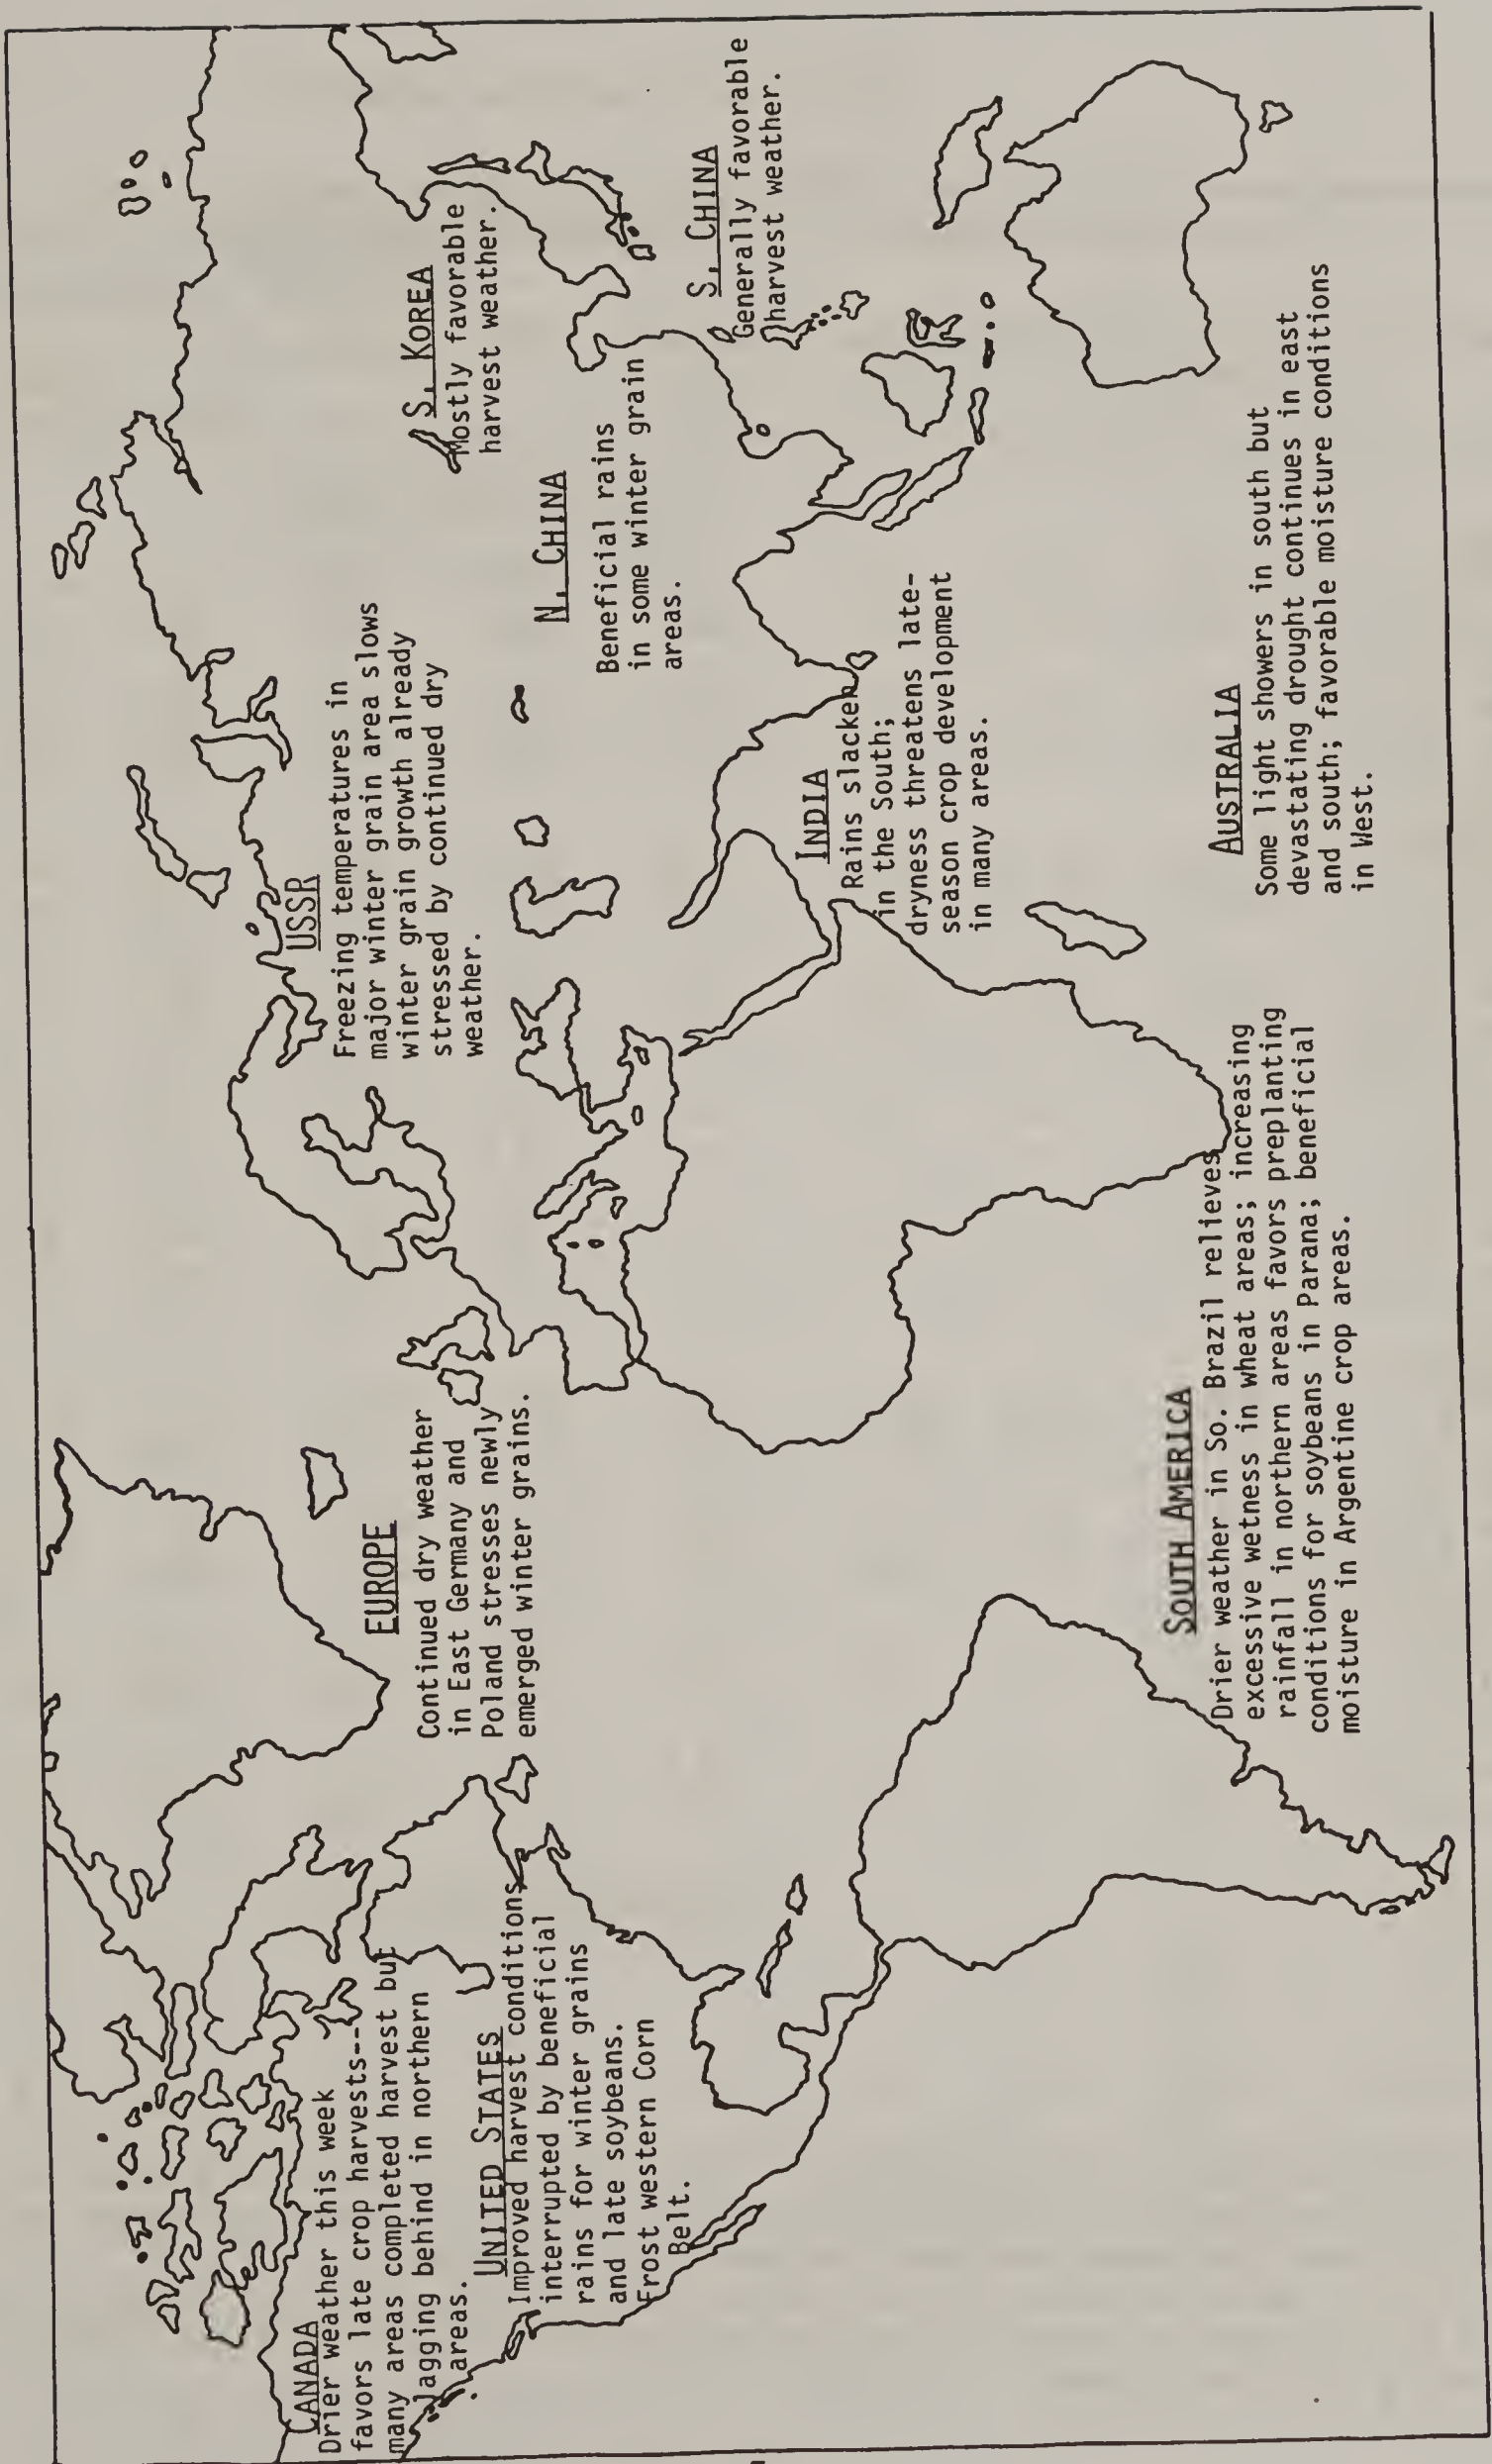 CANADA
Drier weather this week
favors late crop harvests--
many areas completed harvest but
lagging behind in northern
areas.
UNITED STATES
Improved harvest conditions
interrupted by beneficial
rains for winter grains
and late soybeans.
Frost western Corn
Belt.
EUROPE
Continued dry weather
in East Germany and
Poland stresses newly
emerged winter grains.
SOUTH AMERICA
Drier weather in So. Brazil relieves
excessive wetness in wheat areas; increasing
rainfall in northern areas favors preplanting
conditions for soybeans in Parana; beneficial
moisture in Argentine crop areas.
USSR
Freezing temperatures in
major winter grain area slows
winter grain growth already
stressed by continued dry
weather.
INDIA
Rains slacken
in the South;
dryness threatens late-
season crop development
in many areas.
N. CHINA
Beneficial rains
in some winter grain
areas.
S. KOREA
Mostly favorable
harvest weather.
S. CHINA
Generally favorable
harvest weather.
AUSTRALIA
Some light showers in south but
devastating drought continues in east
and south; favorable moisture conditions
in West.